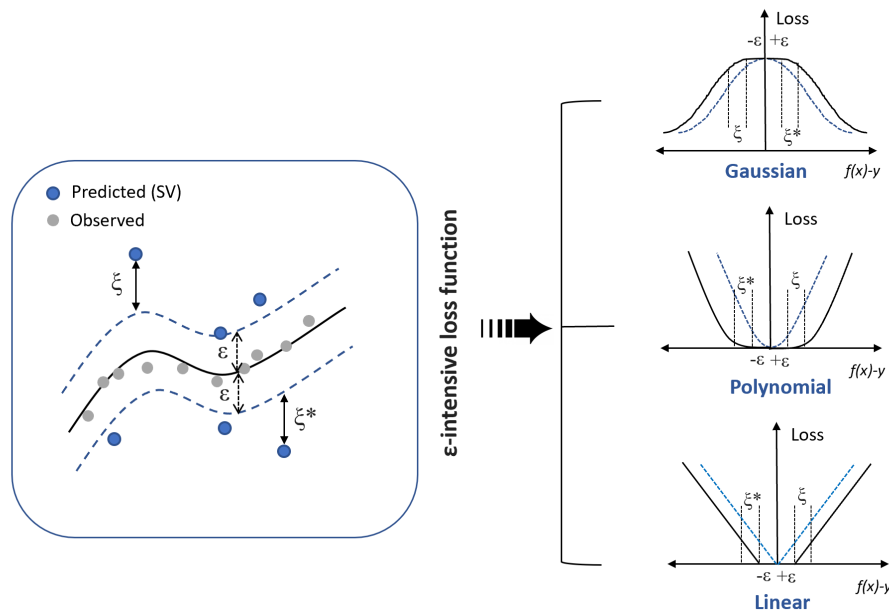 Predicted (SV)
Observed
ξ
ε
ε
ξ*
ε-intensive loss function
Loss
-ε +ε
ξ ξ*
Gaussian f(x)-y
Loss
ξ* ξ
-ε +ε
Polynomial f(x)-y
Loss
ξ* ξ
-ε +ε
Linear f(x)-y